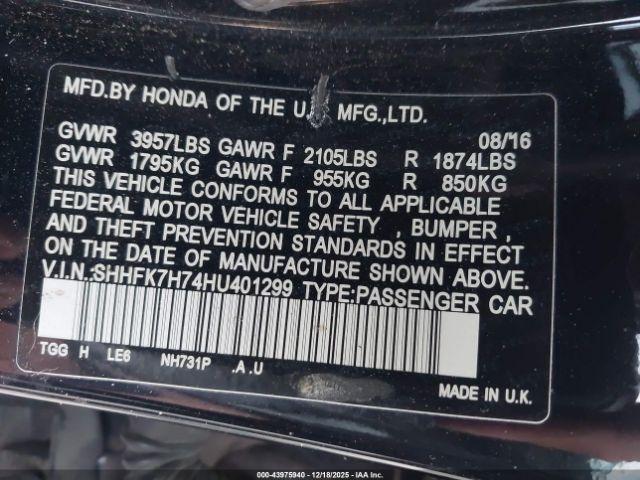 MFD.BY HONDA OF THE U.K. MFG.,LTD.
08/16
GVWR 3957LBS GAWR F 2105LBS R 1874LBS
GVWR 1795KG GAWR F 955KG R 850KG
THIS VEHICLE CONFORMS TO ALL APPLICABLE
FEDERAL MOTOR VEHICLE SAFETY , BUMPER ,
AND THEFT PREVENTION STANDARDS IN EFFECT
ON THE DATE OF MANUFACTURE SHOWN ABOVE.
V.I.N.:SHHFK7H74HU401299 TYPE:PASSENGER CAR
TGG H LE6 NH731P .A.U
MADE IN U.K.
000-43975940 - 12/18/2025 - IAA Inc.